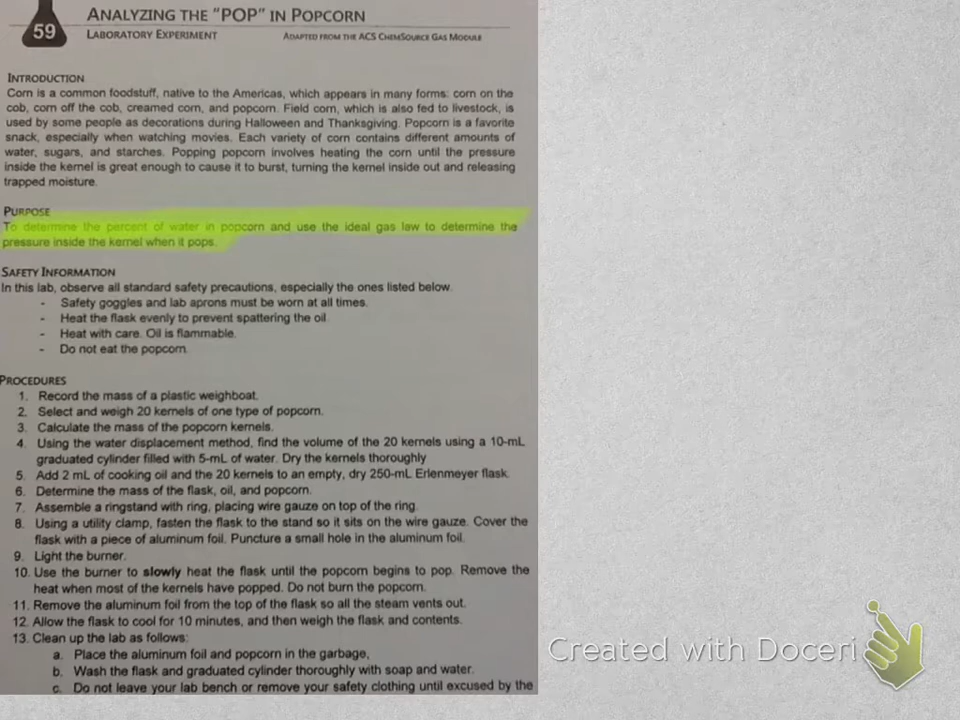 59
ANALYZING THE "POP" IN POPCORN
LABORATORY EXPERIMENT ADAPTED FROM THE ACS CHEMSOURCE GAS MODULE
INTRODUCTION
Corn is a common foodstuff, native to the Americas, which appears in many forms: corn on the
cob, corn off the cob, creamed corn, and popcorn. Field corn, which is also fed to livestock, is
used by some people as decorations during Halloween and Thanksgiving. Popcorn is a favorite
snack, especially when watching movies. Each variety of corn contains different amounts of
water, sugars, and starches. Popping popcorn involves heating the corn until the pressure
inside the kernel is great enough to cause it to burst, turning the kernel inside out and releasing
trapped moisture.
PURPOSE
To determine the percent of water in popcorn and use the ideal gas law to determine the
pressure inside the kernel when it pops.
SAFETY INFORMATION
In this lab, observe all standard safety precautions, especially the ones listed below.
- Safety goggles and lab aprons must be worn at all times.
- Heat the flask evenly to prevent spattering the oil.
- Heat with care. Oil is flammable.
- Do not eat the popcorn.
PROCEDURES
1. Record the mass of a plastic weighboat.
2. Select and weigh 20 kernels of one type of popcorn.
3. Calculate the mass of the popcorn kernels.
4. Using the water displacement method, find the volume of the 20 kernels using a 10-mL
graduated cylinder filled with 5-mL of water. Dry the kernels thoroughly
5. Add 2 mL of cooking oil and the 20 kernels to an empty, dry 250-mL Erlenmeyer flask.
6. Determine the mass of the flask, oil, and popcorn.
7. Assemble a ringstand with ring, placing wire gauze on top of the ring.
8. Using a utility clamp, fasten the flask to the stand so it sits on the wire gauze. Cover the
flask with a piece of aluminum foil. Puncture a small hole in the aluminum foil.
9. Light the burner.
10. Use the burner to slowly heat the flask until the popcorn begins to pop. Remove the
heat when most of the kernels have popped. Do not burn the popcorn.
11. Remove the aluminum foil from the top of the flask so all the steam vents out.
12. Allow the flask to cool for 10 minutes, and then weigh the flask and contents.
13. Clean up the lab as follows:
a. Place the aluminum foil and popcorn in the garbage.
b. Wash the flask and graduated cylinder thoroughly with soap and water.
c. Do not leave your lab bench or remove your safety clothing until excused by the
Created with Doceri